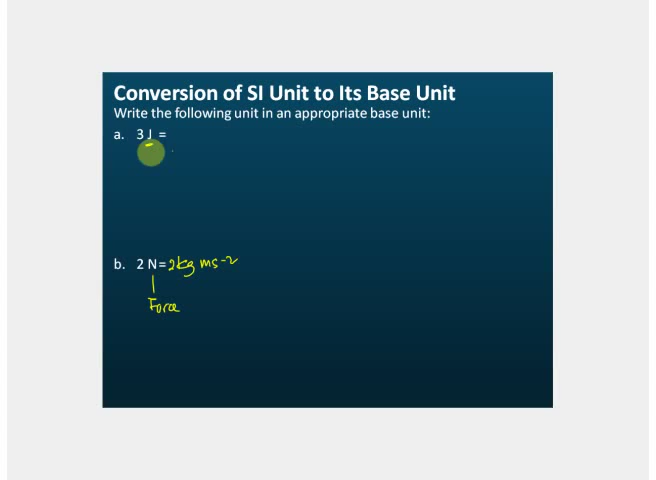 Conversion of SI Unit to Its Base Unit
Write the following unit in an appropriate base unit:
a. 3 J =
b. 2 N = 2kg ms-2
Force